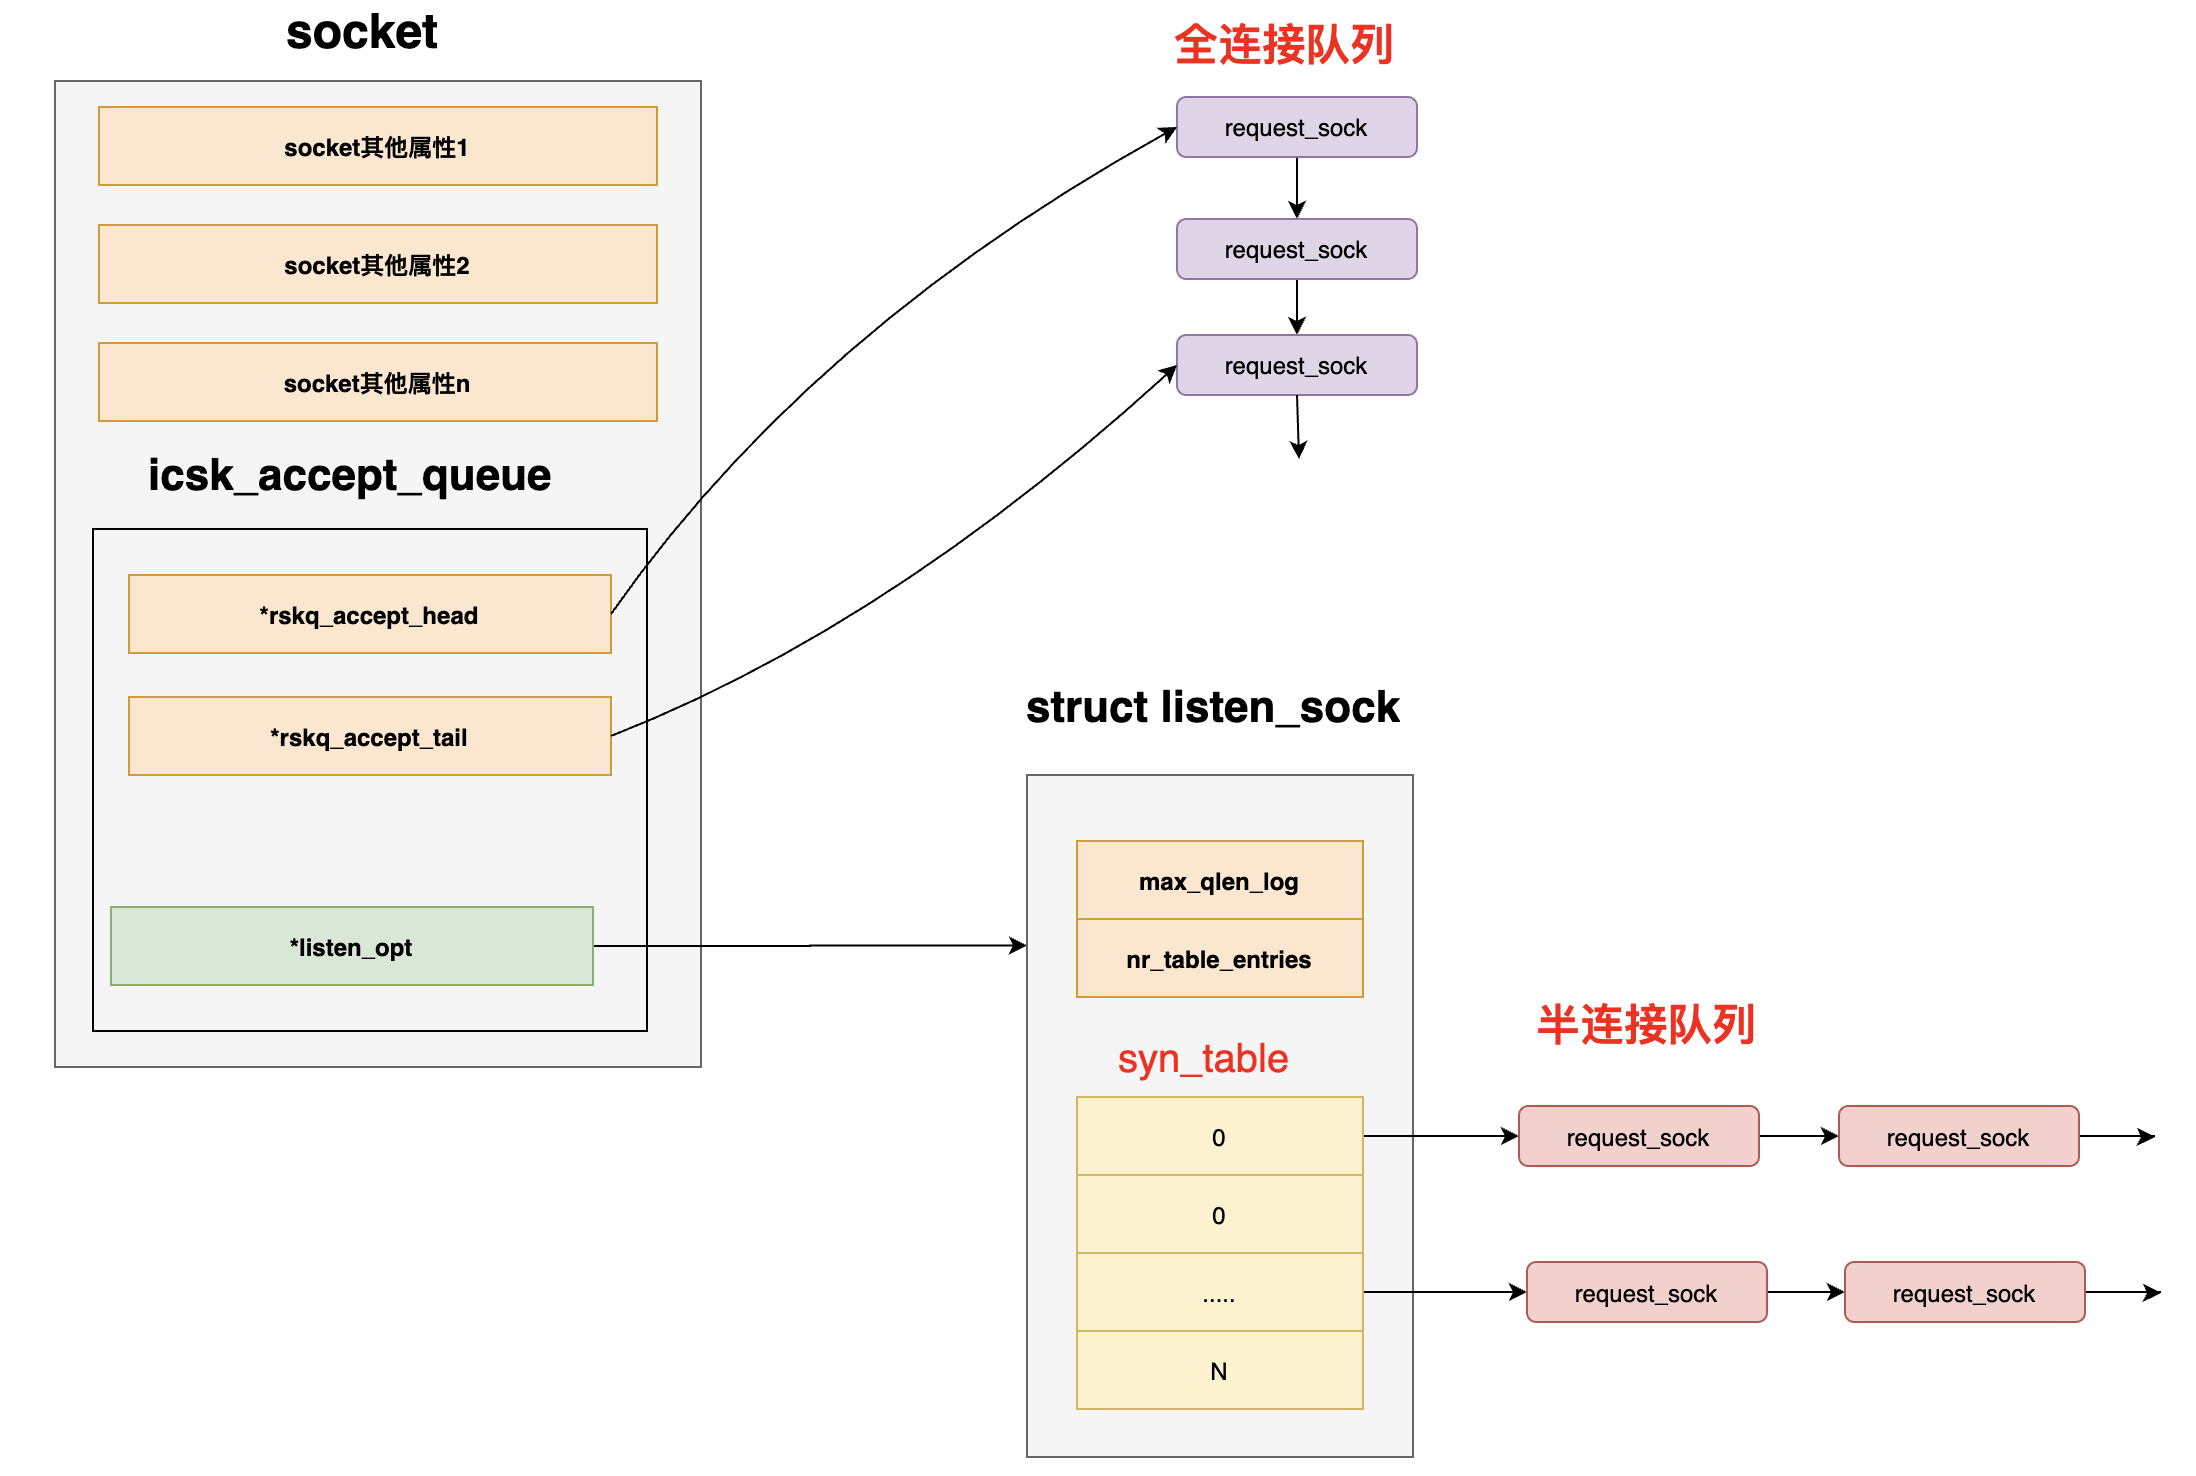 socket
socket其他属性1
socket其他属性2
socket其他属性n
icsk_accept_queue
*rskq_accept_head
*rskq_accept_tail
*listen_opt
全连接队列
request_sock
request_sock
request_sock
struct listen_sock
max_qlen_log
nr_table_entries
syn_table
0
0
.....
N
半连接队列
request_sock
request_sock
request_sock
request_sock